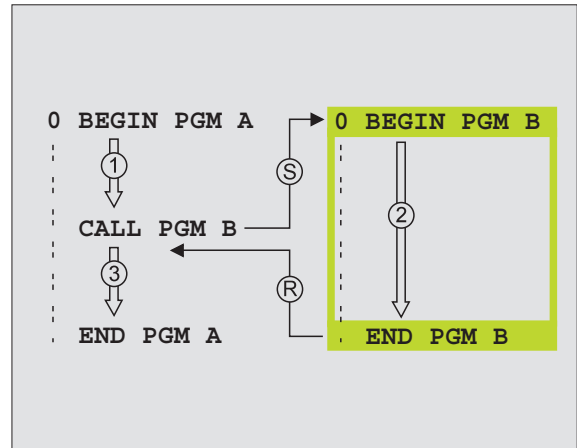 0 BEGIN PGM A
1
CALL PGM B
3
END PGM A
S
R
0 BEGIN PGM B
2
END PGM B